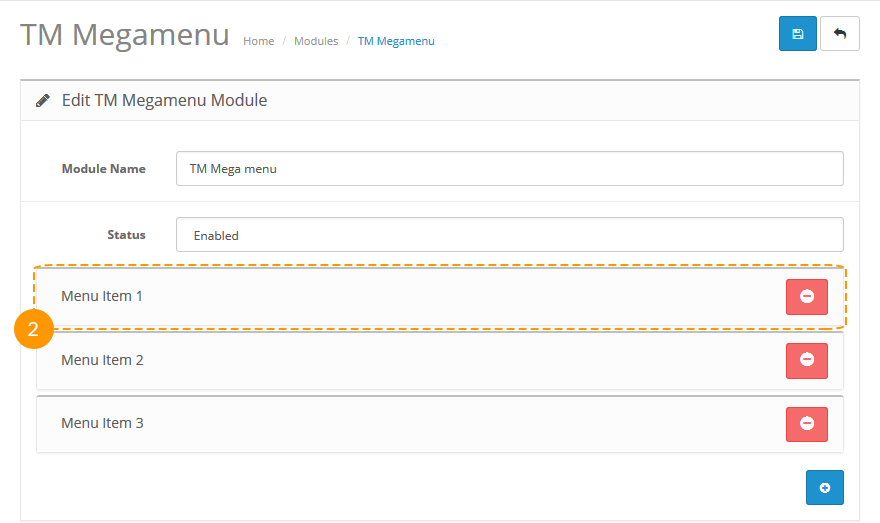 TM Megamenu Home / Modules / TM Megamenu
Edit TM Megamenu Module
Module Name TM Mega menu
Status Enabled
Menu Item 1
2
Menu Item 2
Menu Item 3